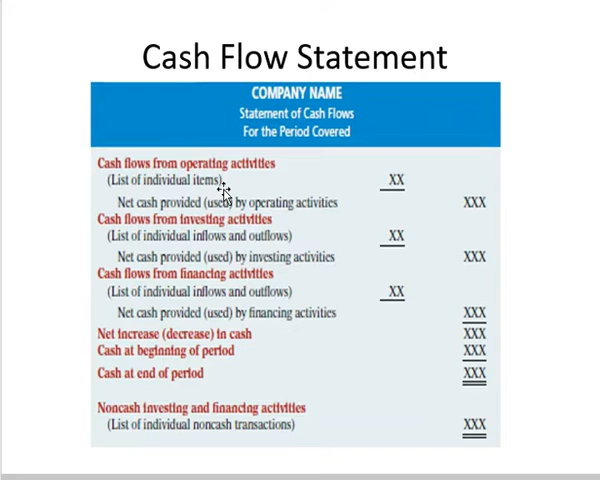 Cash Flow Statement
COMPANY NAME
Statement of Cash Flows
For the Period Covered
Cash flows from operating activities
(List of individual items) XX
Net cash provided (used) by operating activities XXX
Cash flows from investing activities
(List of individual inflows and outflows) XX
Net cash provided (used) by investing activities XXX
Cash flows from financing activities
(List of individual inflows and outflows) XX
Net cash provided (used) by financing activities XXX
Net increase (decrease) in cash XXX
Cash at beginning of period XXX
Cash at end of period XXX
Noncash investing and financing activities
(List of individual noncash transactions) XXX